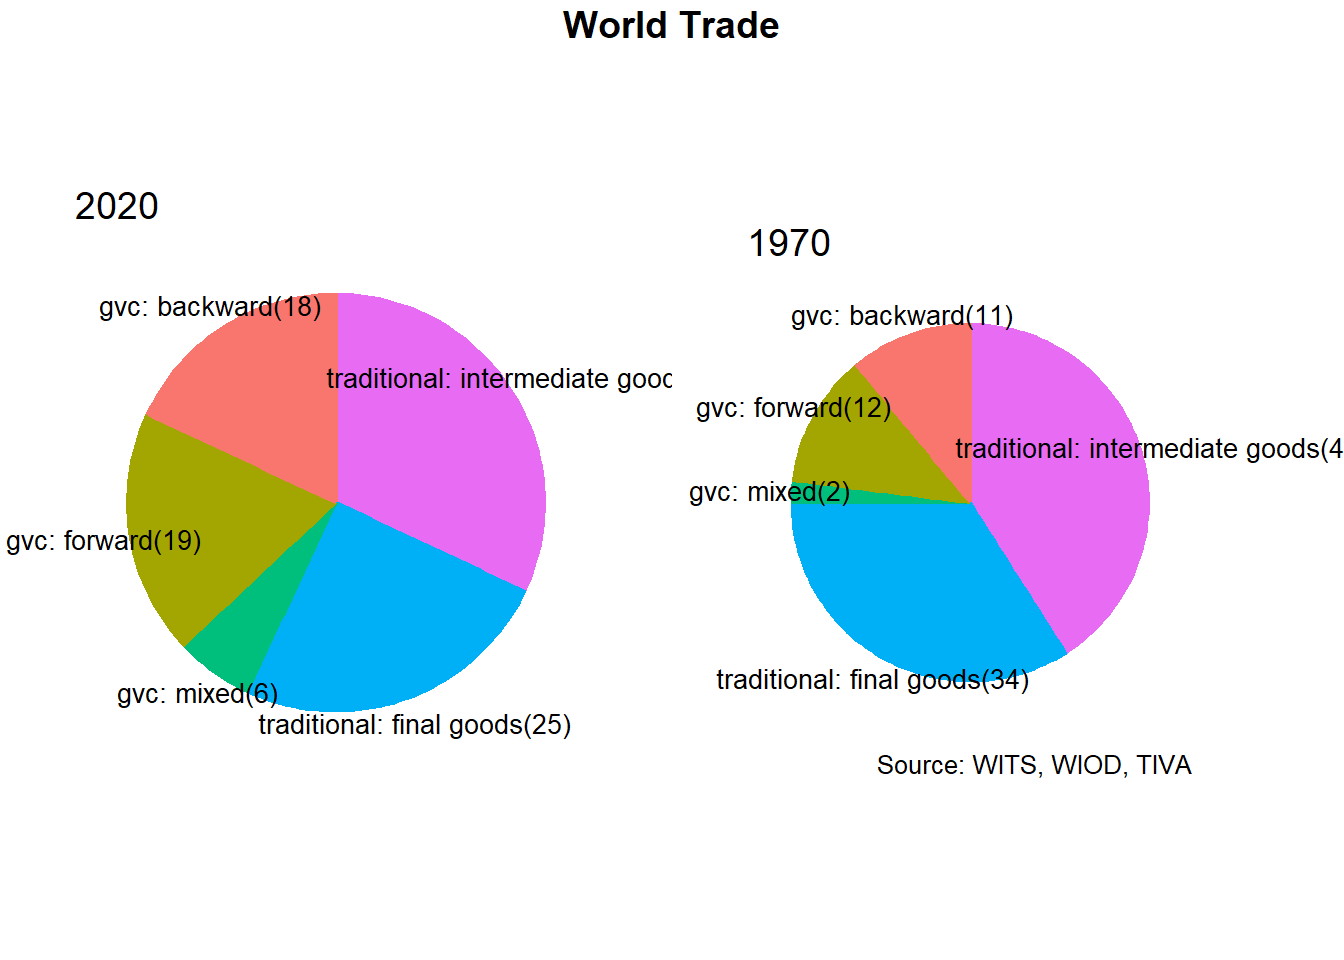 World Trade
2020
gvc: backward(18)
traditional: intermediate good
gvc: forward(19)
gvc: mixed(6)
traditional: final goods(25)
1970
gvc: backward(11)
gvc: forward(12)
traditional: intermediate goods(4
gvc: mixed(2)
traditional: final goods(34)
Source: WITS, WIOD, TIVA